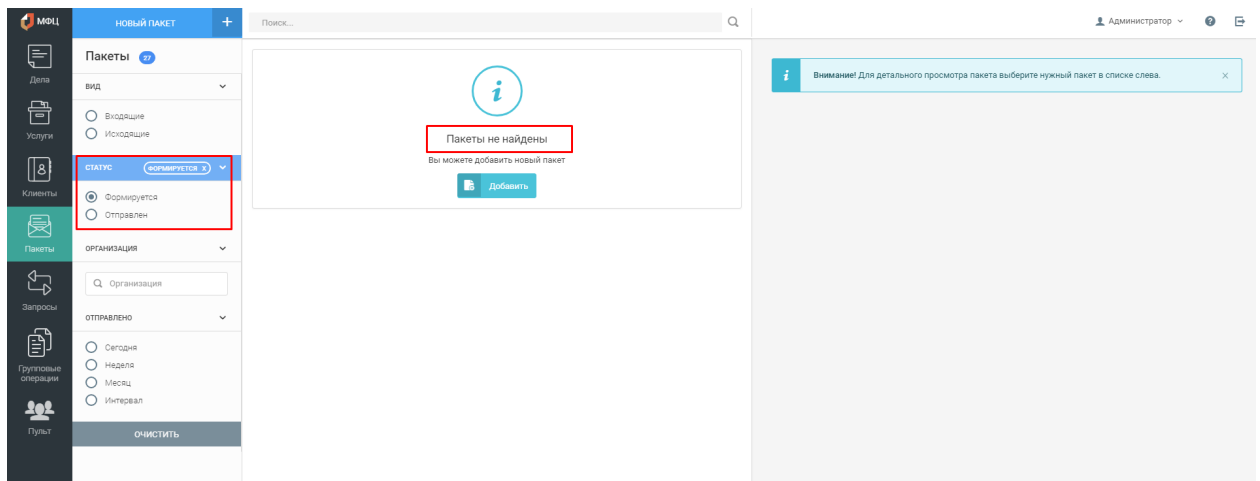 МФЦ
НОВЫЙ ПАКЕТ +
Поиск...
Администратор
Дела
Услуги
Клиенты
Пакеты
Запросы
Групповые
операции
Пульт
Пакеты 27
ВИД
Входящие
Исходящие
СТАТУС ФОРМИРУЕТСЯ X
Формируется
Отправлен
ОРГАНИЗАЦИЯ
Организация
ОТПРАВЛЕНО
Сегодня
Неделя
Месяц
Интервал
ОЧИСТИТЬ
Пакеты не найдены
Вы можете добавить новый пакет
Добавить
Внимание! Для детального просмотра пакета выберите нужный пакет в списке слева.